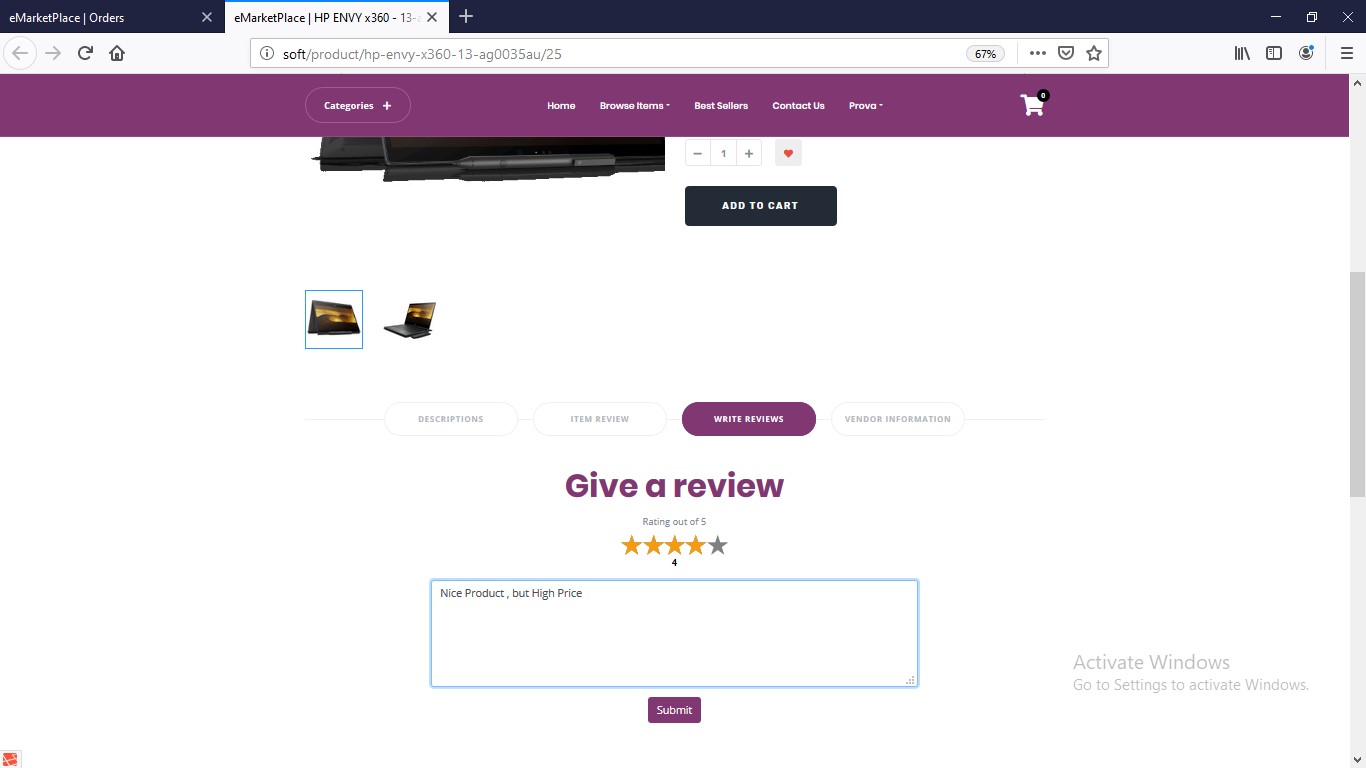 eMarketPlace | Orders
eMarketPlace | HP ENVY x360 - 13-a
soft/product/hp-envy-x360-13-ag0035au/25
67%
Categories +
Home
Browse Items
Best Sellers
Contact Us
Prova
0
− 1 +
ADD TO CART
DESCRIPTIONS
ITEM REVIEW
WRITE REVIEWS
VENDOR INFORMATION
Give a review
Rating out of 5
4
Nice Product , but High Price
Submit
Activate Windows
Go to Settings to activate Windows.